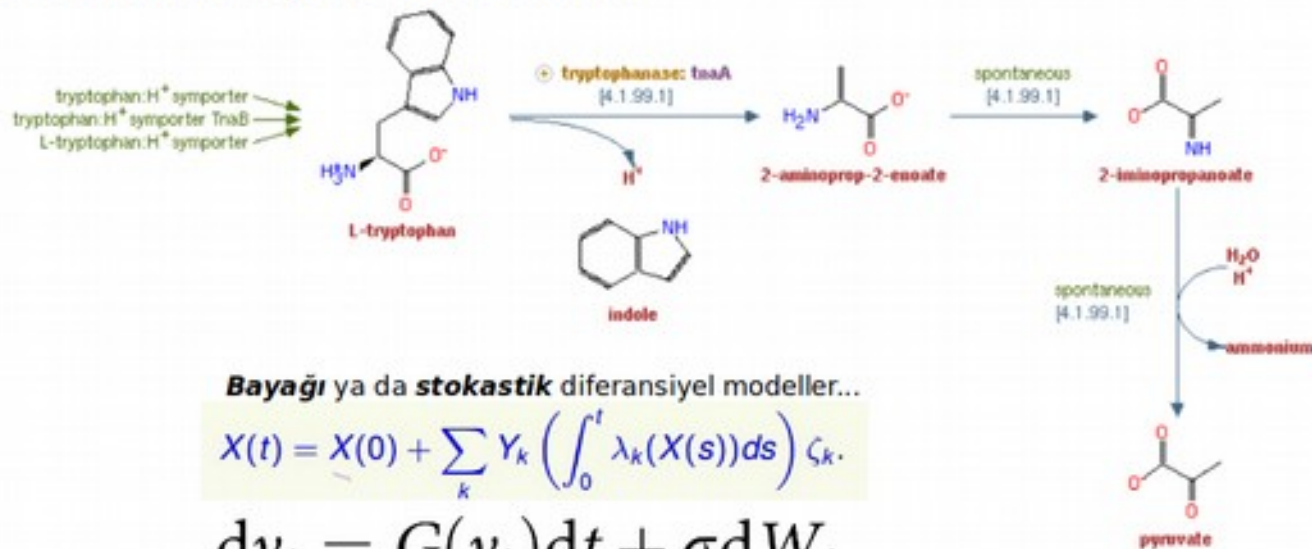 tryptophan:H⁺ symporter
tryptophan:H⁺ symporter TnaB
L-tryptophan:H⁺ symporter
NH
H₃N
O⁻
O
L-tryptophan
tryptophanase: tnaA
[4.1.99.1]
H⁺
NH
indole
H₂N
O⁻
O
2-aminoprop-2-enoate
spontaneous
[4.1.99.1]
O
O
NH
2-iminopropanoate
spontaneous
[4.1.99.1]
H₂O
H⁺
ammonium
O
O⁻
O
pyruvate
Bayağı ya da stokastik diferansiyel modeller...
X(t) = X(0) + ∑ₖ Yₖ (∫₀ᵗ λₖ(X(s))ds) ζₖ.